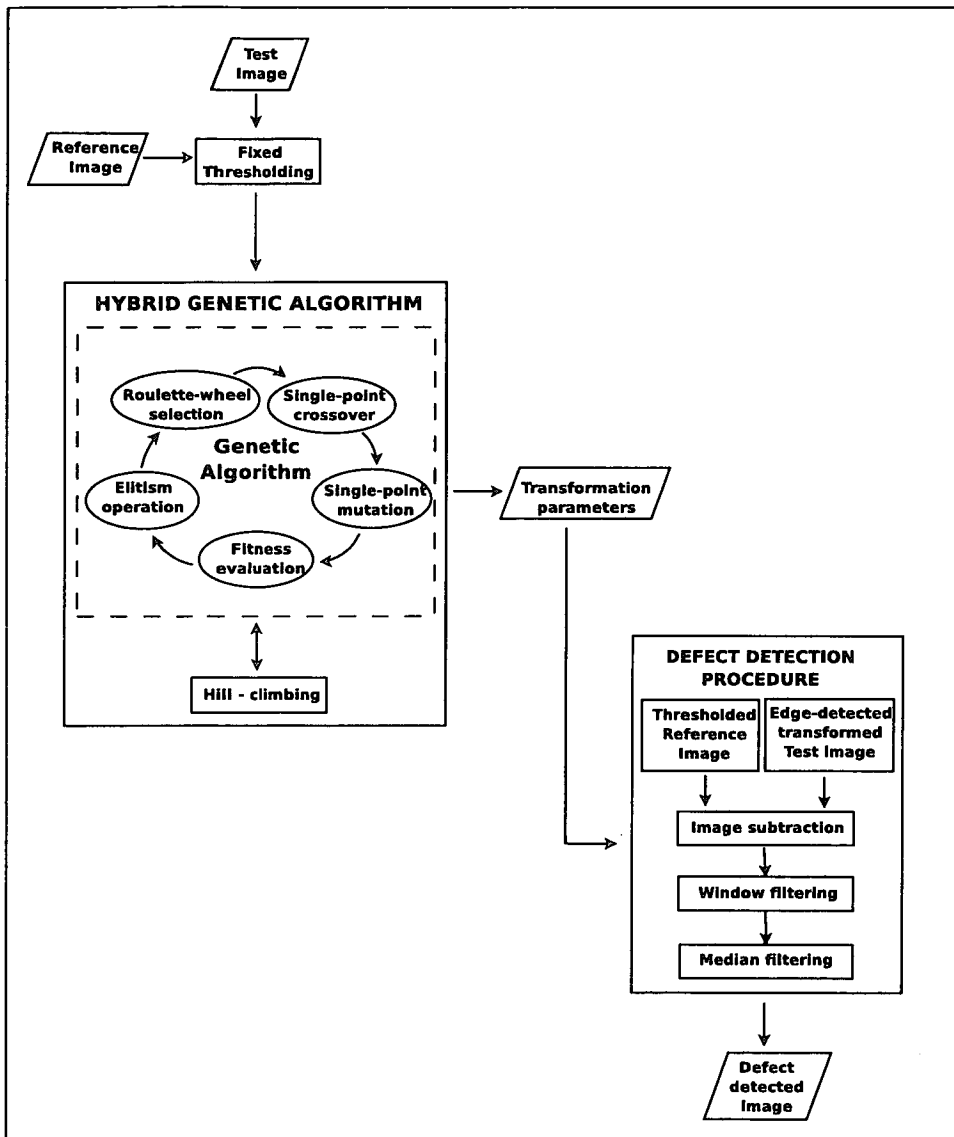 Test
Image
Reference
Image
Fixed
Thresholding
HYBRID GENETIC ALGORITHM
Roulette-wheel
selection
Single-point
crossover
Genetic
Algorithm
Elitism
operation
Single-point
mutation
Fitness
evaluation
Hill - climbing
Transformation
parameters
DEFECT DETECTION
PROCEDURE
Thresholded
Reference
Image
Edge-detected
transformed
Test Image
Image subtraction
Window filtering
Median filtering
Defect
detected
Image